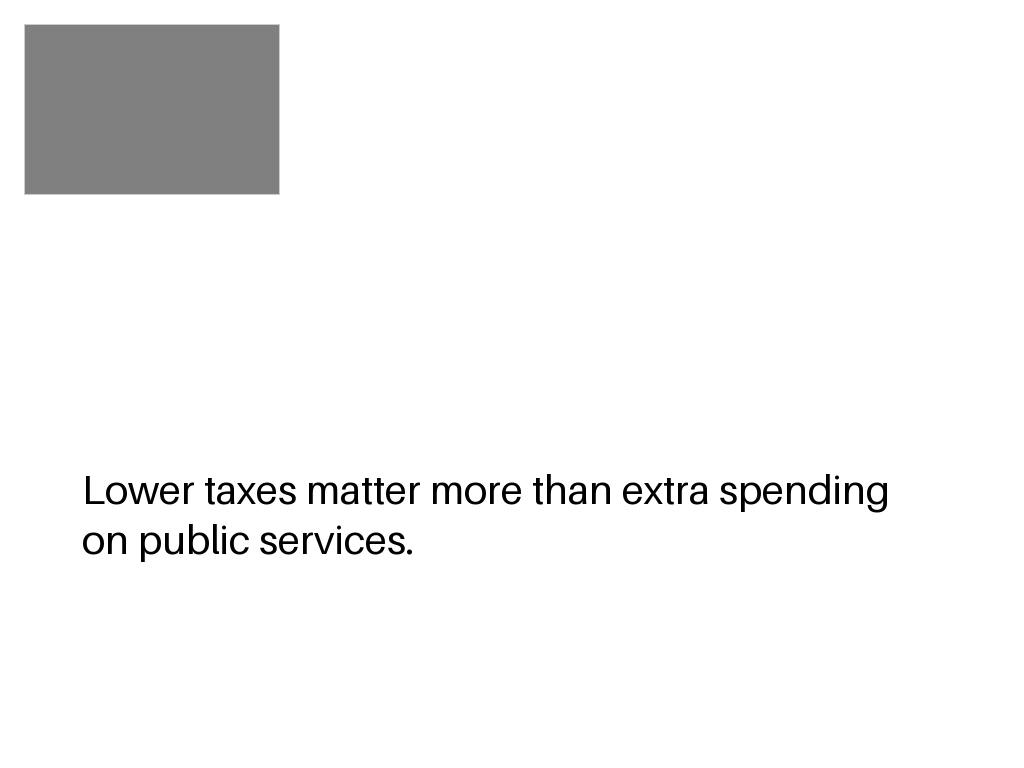 Lower taxes matter more than extra spending
on public services.